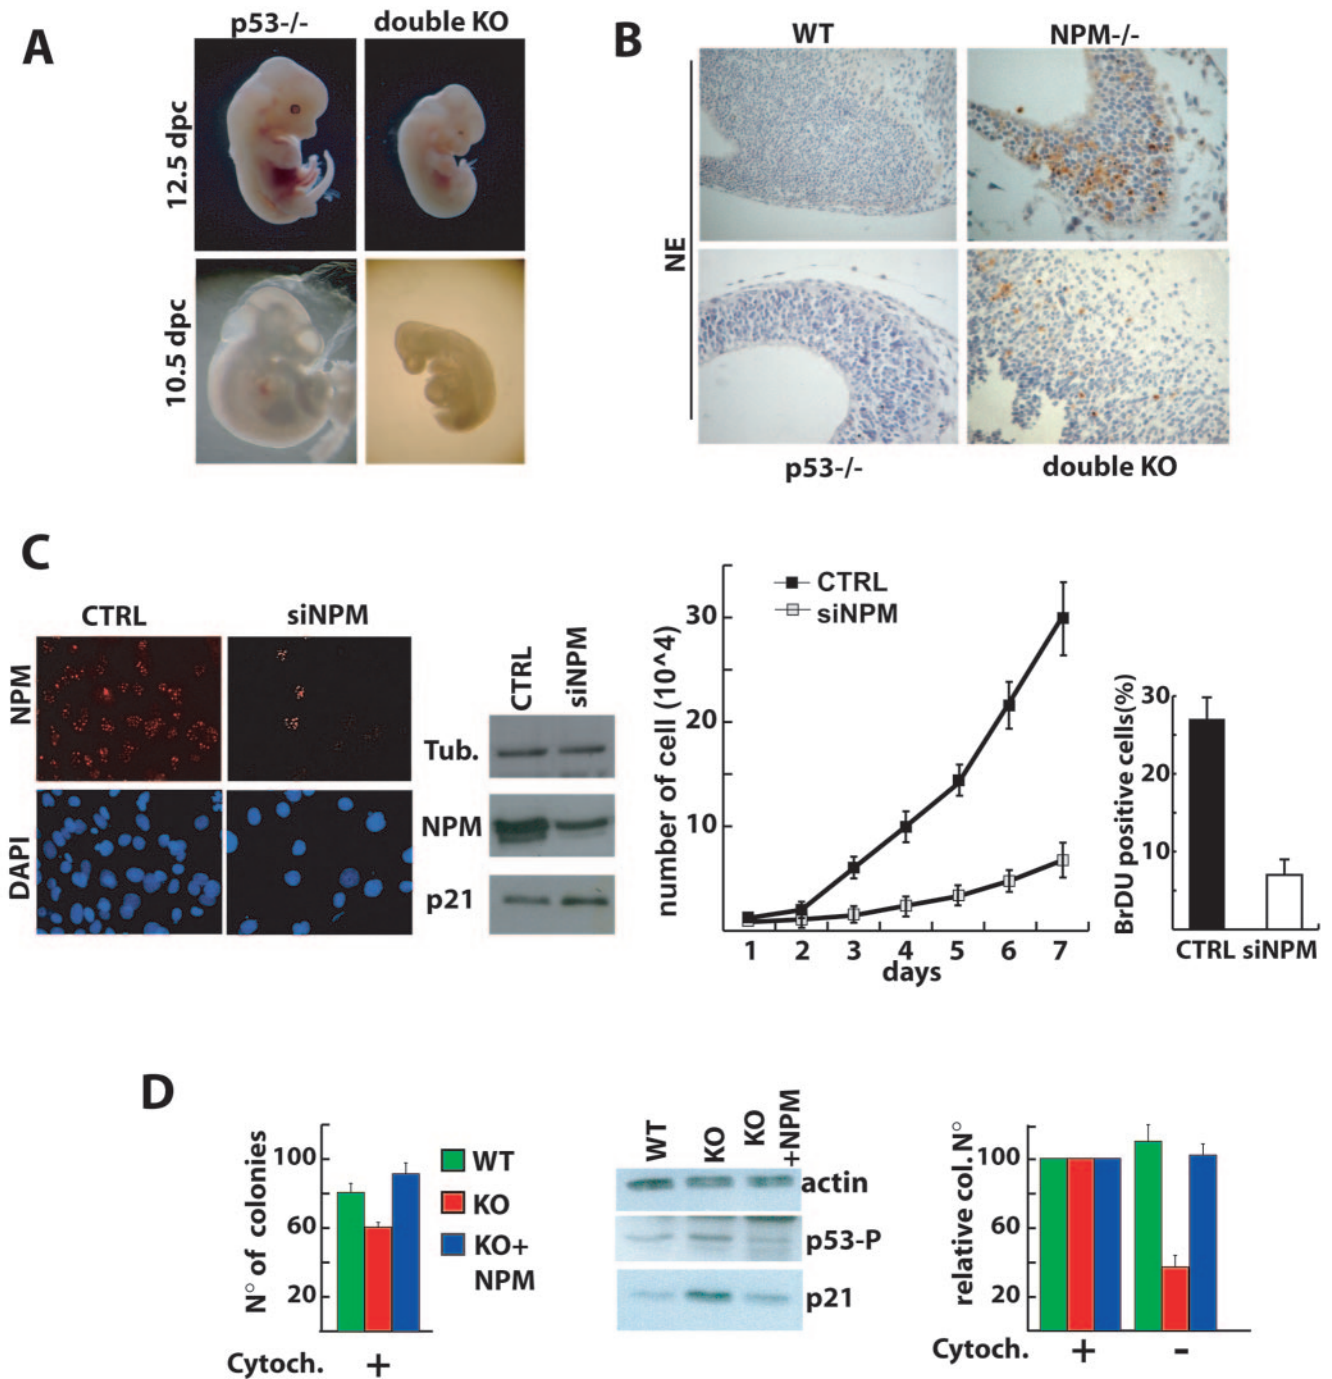 A
p53-/-
double KO
12.5 dpc
10.5 dpc
B
WT
NPM-/-
NE
p53-/-
double KO
C
CTRL
siNPM
NPM
DAPI
CTRL
siNPM
Tub.
NPM
p21
CTRL
siNPM
number of cell (10^4)
30
20
10
1 2 3 4 5 6 7
days
BrDU positive cells(%)
30
20
10
CTRL siNPM
D
N° of colonies
100
60
20
Cytoch. +
WT
KO
KO+
NPM
WT
KO
KO
+NPM
actin
p53-P
p21
relative col.N°
100
60
20
Cytoch. + -